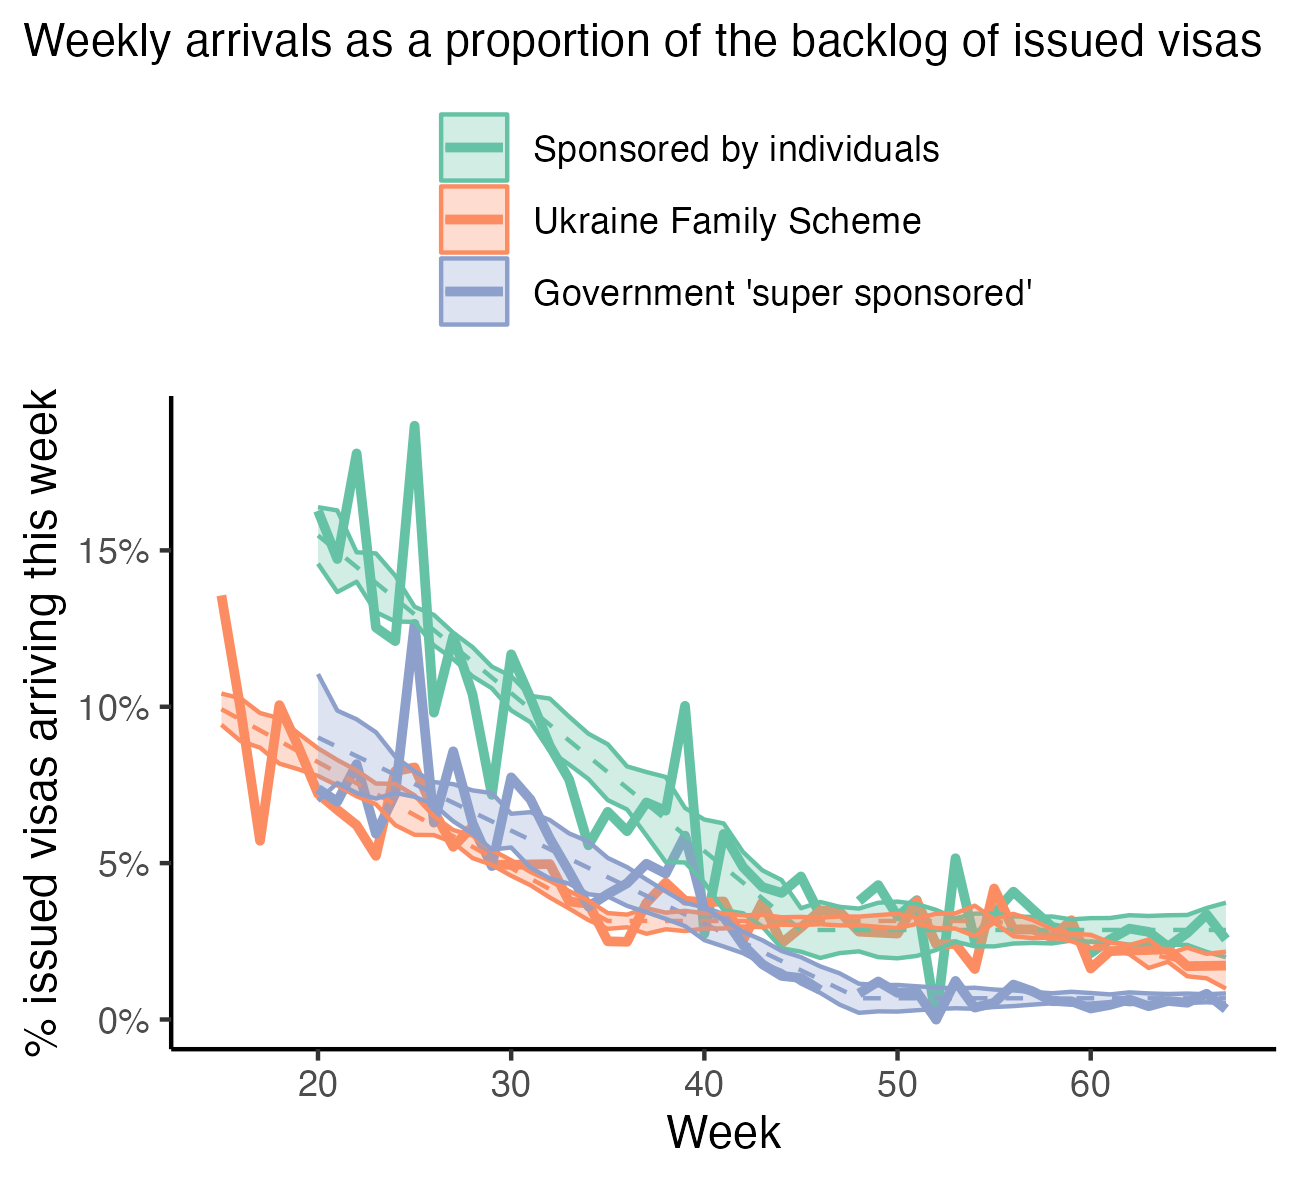 Weekly arrivals as a proportion of the backlog of issued visas
Sponsored by individuals
Ukraine Family Scheme
Government 'super sponsored'
% issued visas arriving this week
15%
10%
5%
0%
20 30 40 50 60
Week